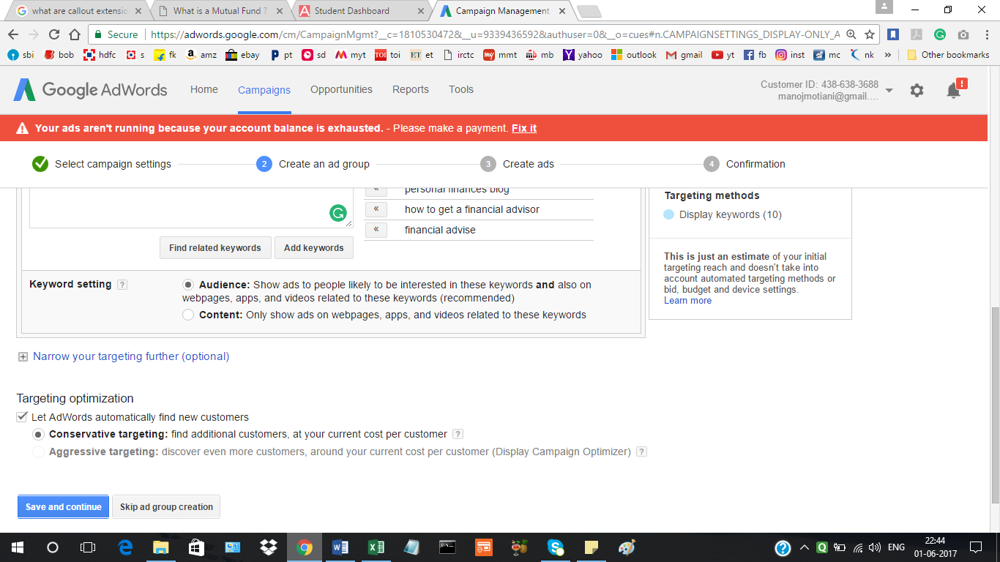 what are callout extensio
What is a Mutual Fund ?
Student Dashboard
Campaign Management
Secure
https://adwords.google.com/cm/CampaignMgmt?__c=1810530472&__u=9339436592&authuser=0&__o=cues#n.CAMPAIGNSETTINGS_DISPLAY-ONLY_A
sbi bob hdfc s fk amz ebay pt sd myt toi et irctc mmt mb yahoo outlook gmail yt fb inst mc nk » Other bookmarks
Google AdWords
Home Campaigns Opportunities Reports Tools
Customer ID: 438-638-3688
manojmotiani@gmail....
Your ads aren't running because your account balance is exhausted. - Please make a payment. Fix it
Select campaign settings
2 Create an ad group
3 Create ads
4 Confirmation
« personal finances blog
« how to get a financial advisor
« financial advise
Find related keywords Add keywords
Targeting methods
Display keywords (10)
This is just an estimate of your initial
targeting reach and doesn't take into
account automated targeting methods or
bid, budget and device settings.
Learn more
Keyword setting ?
Audience: Show ads to people likely to be interested in these keywords and also on
webpages, apps, and videos related to these keywords (recommended)
Content: Only show ads on webpages, apps, and videos related to these keywords
Narrow your targeting further (optional)
Targeting optimization
Let AdWords automatically find new customers
Conservative targeting: find additional customers, at your current cost per customer ?
Aggressive targeting: discover even more customers, around your current cost per customer (Display Campaign Optimizer) ?
Save and continue Skip ad group creation
ENG
22:44
01-06-2017